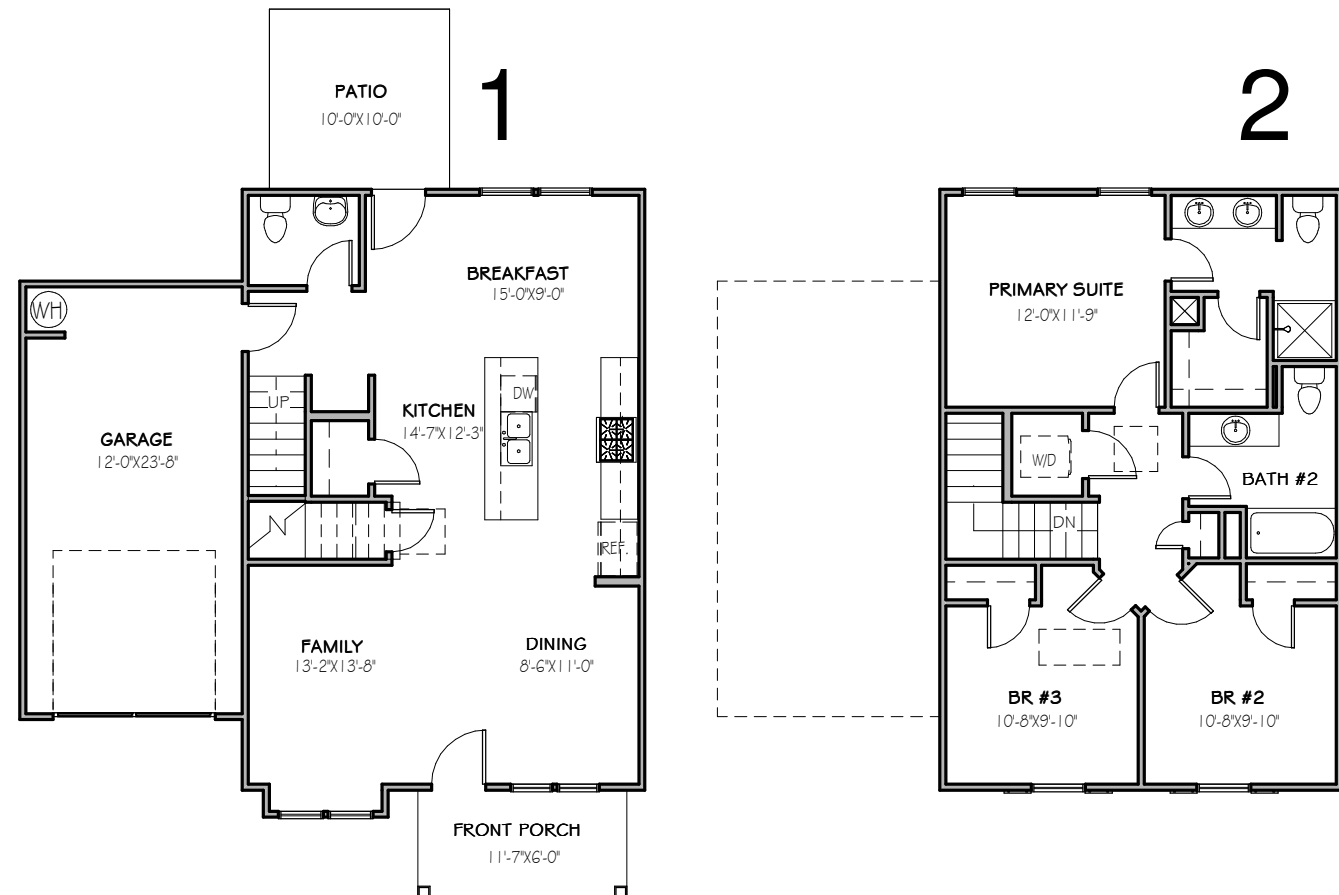 1
PATIO
10'-0"X10'-0"
BREAKFAST
15'-0"X9'-0"
WH
UP
DW
KITCHEN
14'-7"X12'-3"
GARAGE
12'-0"X23'-8"
REF.
FAMILY
13'-2"X13'-8"
DINING
8'-6"X11'-0"
FRONT PORCH
11'-7"X6'-0"
2
PRIMARY SUITE
12'-0"X11'-9"
W/D
BATH #2
DN
BR #3
10'-8"X9'-10"
BR #2
10'-8"X9'-10"